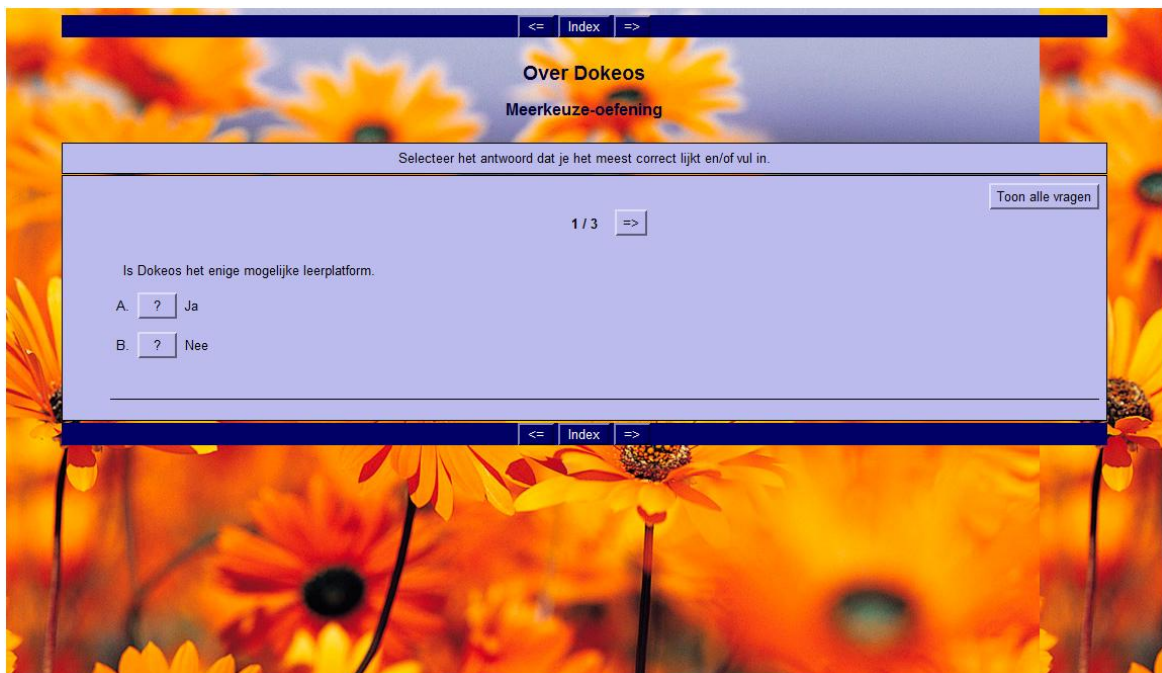 <= Index =>
Over Dokeos
Meerkeuze-oefening
Selecteer het antwoord dat je het meest correct lijkt en/of vul in.
Toon alle vragen
1 / 3 =>
Is Dokeos het enige mogelijke leerplatform.
A. ? Ja
B. ? Nee
<= Index =>